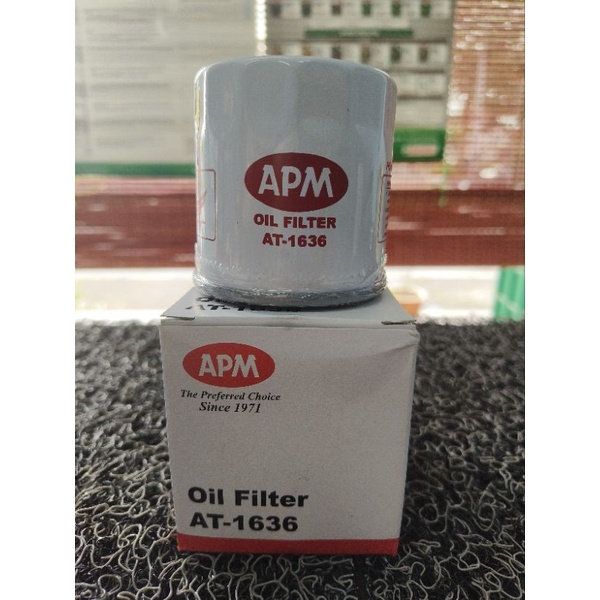 APM
OIL FILTER
AT-1636
APM
The Preferred Choice
Since 1971
Oil Filter
AT-1636